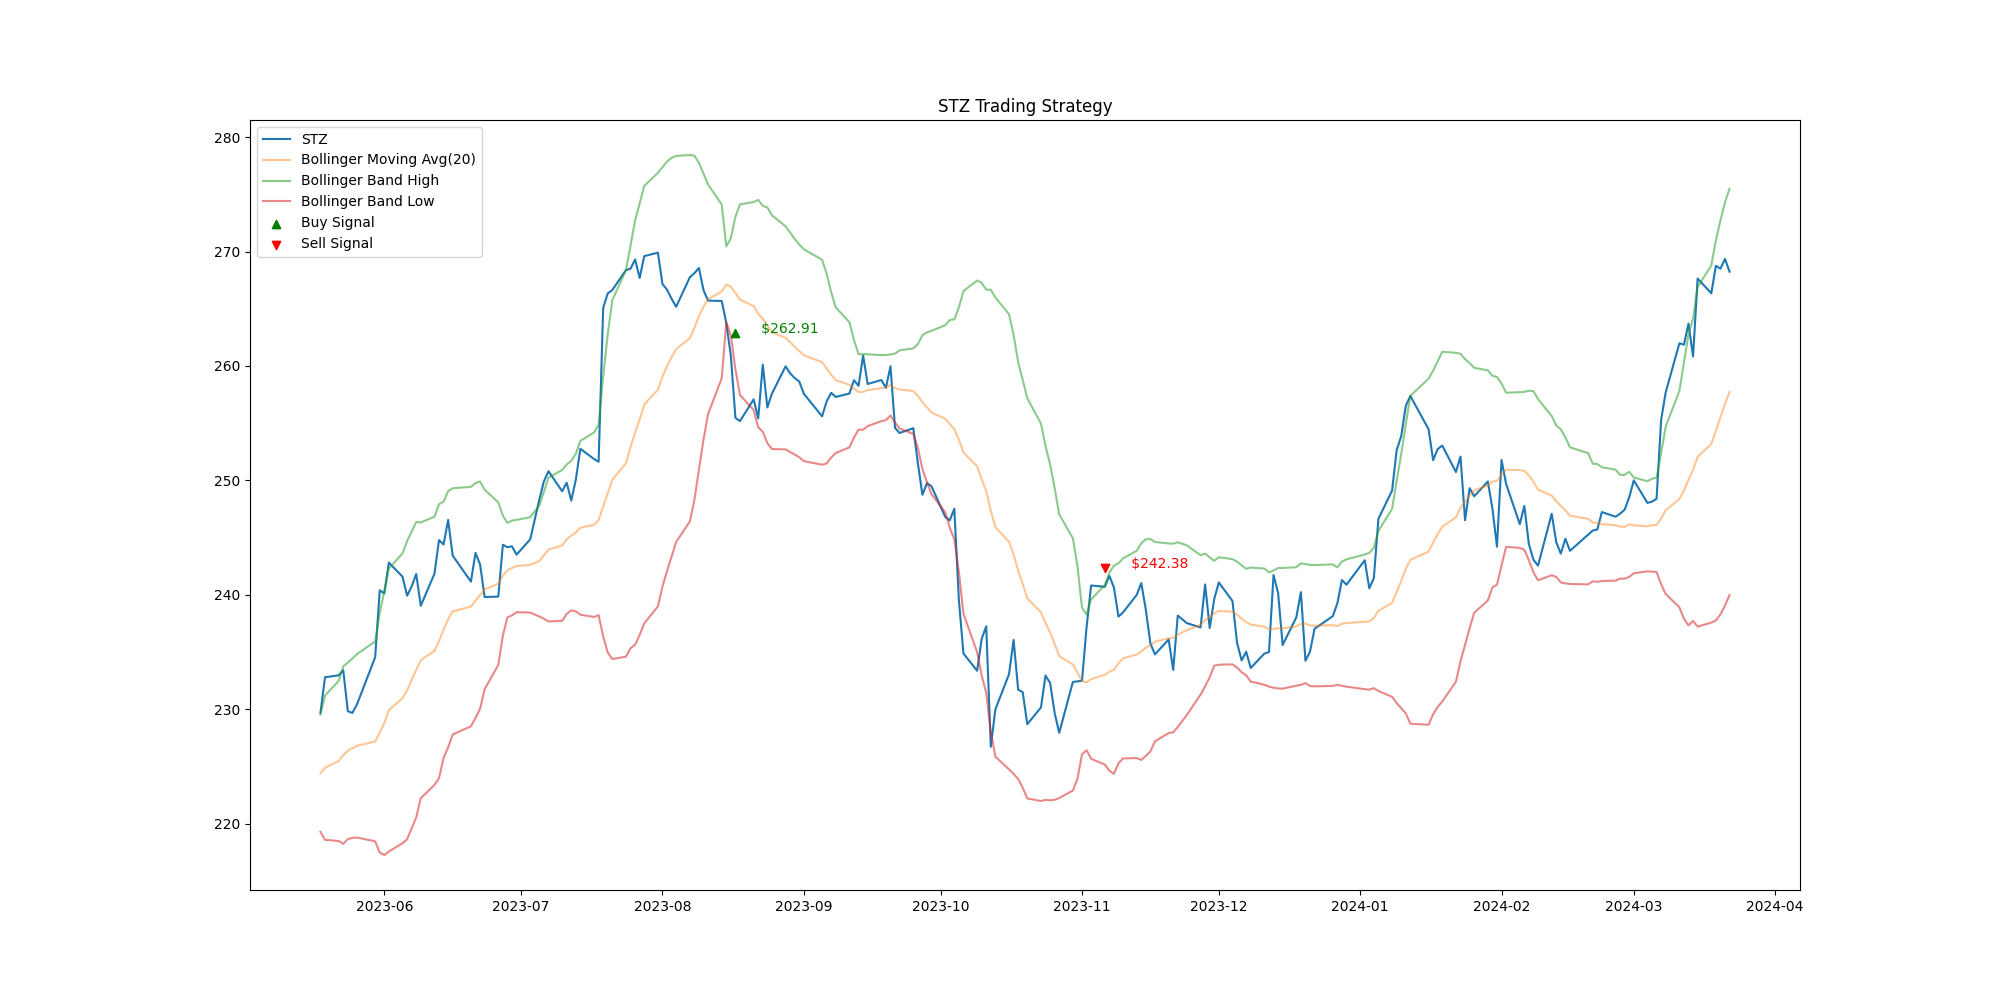 STZ Trading Strategy
280
270
260
250
240
230
220
STZ
Bollinger Moving Avg(20)
Bollinger Band High
Bollinger Band Low
Buy Signal
Sell Signal
$262.91
$242.38
2023-06 2023-07 2023-08 2023-09 2023-10 2023-11 2023-12 2024-01 2024-02 2024-03 2024-04